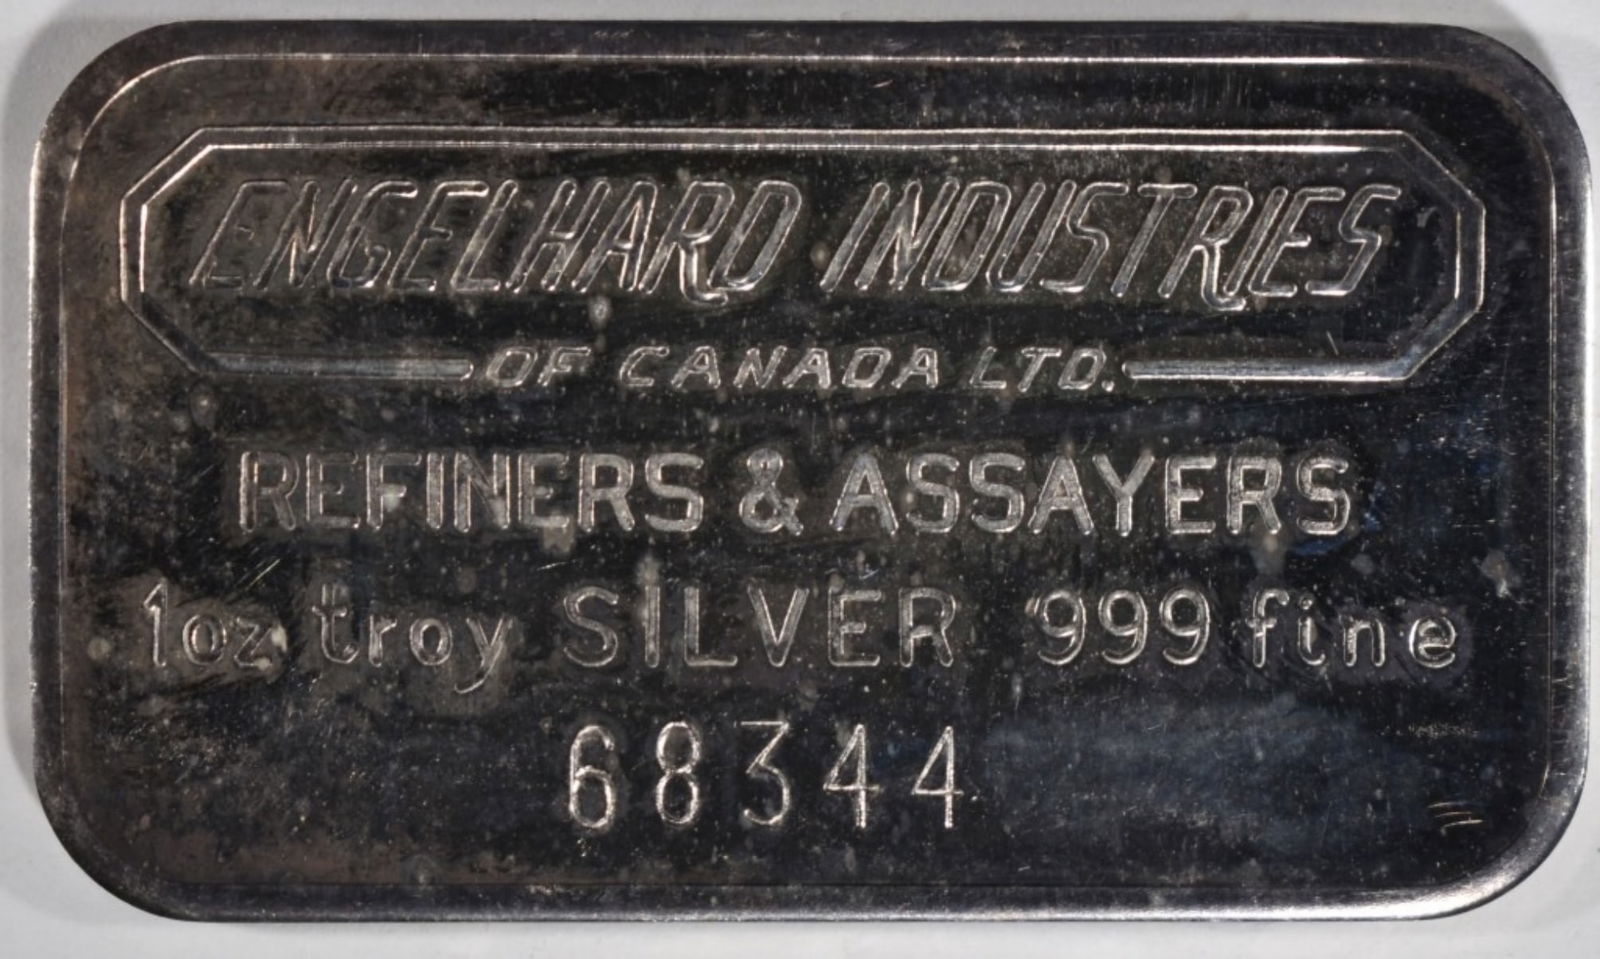 ENGELHARD INDUSTRIES
OF CANADA LTD.
REFINERS & ASSAYERS
1oz troy SILVER 999 fine
68344